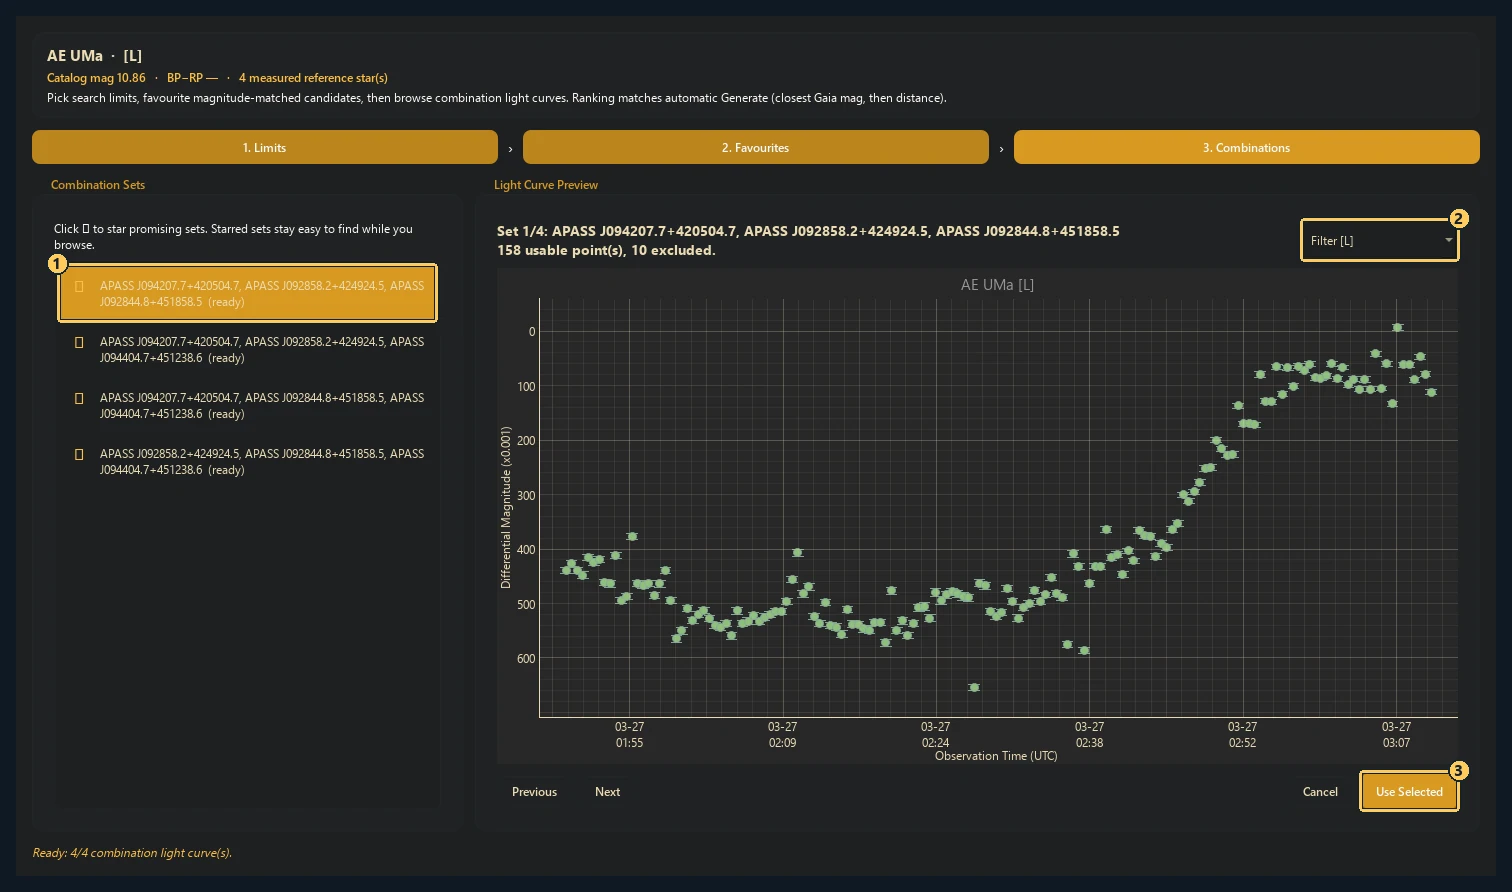 AE UMa · [L]
Catalog mag 10.86 · BP−RP — · 4 measured reference star(s)
Pick search limits, favourite magnitude-matched candidates, then browse combination light curves. Ranking matches automatic Generate (closest Gaia mag, then distance).
1. Limits › 2. Favourites › 3. Combinations
Combination Sets
Click ▯ to star promising sets. Starred sets stay easy to find while you
browse.
1
▯ APASS J094207.7+420504.7, APASS J092858.2+424924.5, APASS
J092844.8+451858.5 (ready)
▯ APASS J094207.7+420504.7, APASS J092858.2+424924.5, APASS
J094404.7+451238.6 (ready)
▯ APASS J094207.7+420504.7, APASS J092844.8+451858.5, APASS
J094404.7+451238.6 (ready)
▯ APASS J092858.2+424924.5, APASS J092844.8+451858.5, APASS
J094404.7+451238.6 (ready)
Light Curve Preview
Set 1/4: APASS J094207.7+420504.7, APASS J092858.2+424924.5, APASS J092844.8+451858.5
158 usable point(s), 10 excluded.
2
Filter [L]
AE UMa [L]
Differential Magnitude (x0.001)
0
100
200
300
400
500
600
03-27 03-27 03-27 03-27 03-27 03-27
01:55 02:09 02:24 02:38 02:52 03:07
Observation Time (UTC)
3
Previous Next Cancel Use Selected
Ready: 4/4 combination light curve(s).